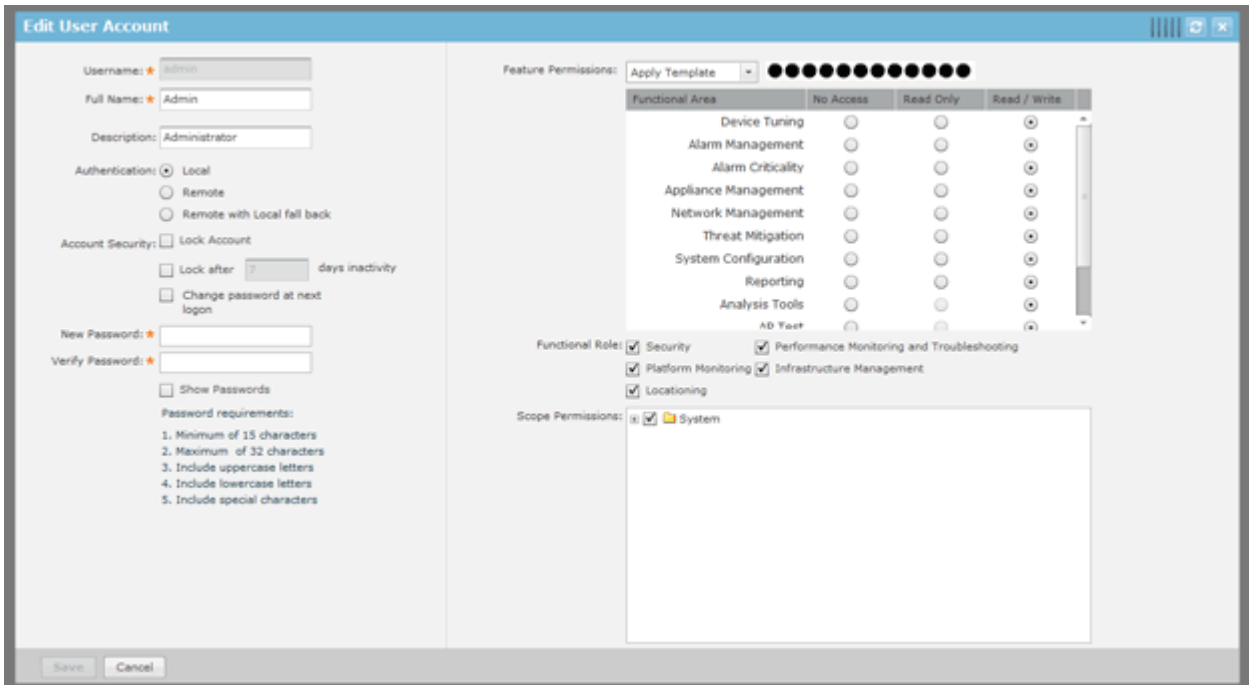 Edit User Account
Username: * admin
Full Name: * Admin
Description: Administrator
Authentication: Local
Remote
Remote with Local fall back
Account Security: Lock Account
Lock after 7 days inactivity
Change password at next
logon
New Password: *
Verify Password: *
Show Passwords
Password requirements:
1. Minimum of 15 characters
2. Maximum of 32 characters
3. Include uppercase letters
4. Include lowercase letters
5. Include special characters
Save Cancel
Feature Permissions: Apply Template
Functional Area No Access Read Only Read / Write
Device Tuning
Alarm Management
Alarm Criticality
Appliance Management
Network Management
Threat Mitigation
System Configuration
Reporting
Analysis Tools
AP Test
Functional Role: Security Performance Monitoring and Troubleshooting
Platform Monitoring Infrastructure Management
Locationing
Scope Permissions: System